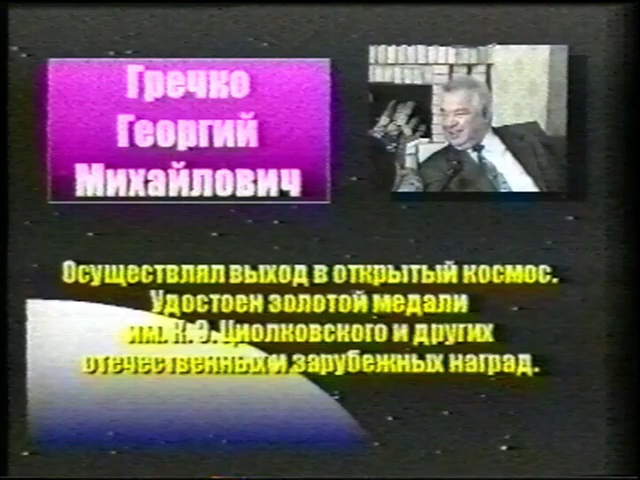 Гречко
Георгий
Михайлович
Осуществлял выход в открытый космос.
Удостоен золотой медали
им. К. Э. Циолковского и других
отечественных и зарубежных наград.